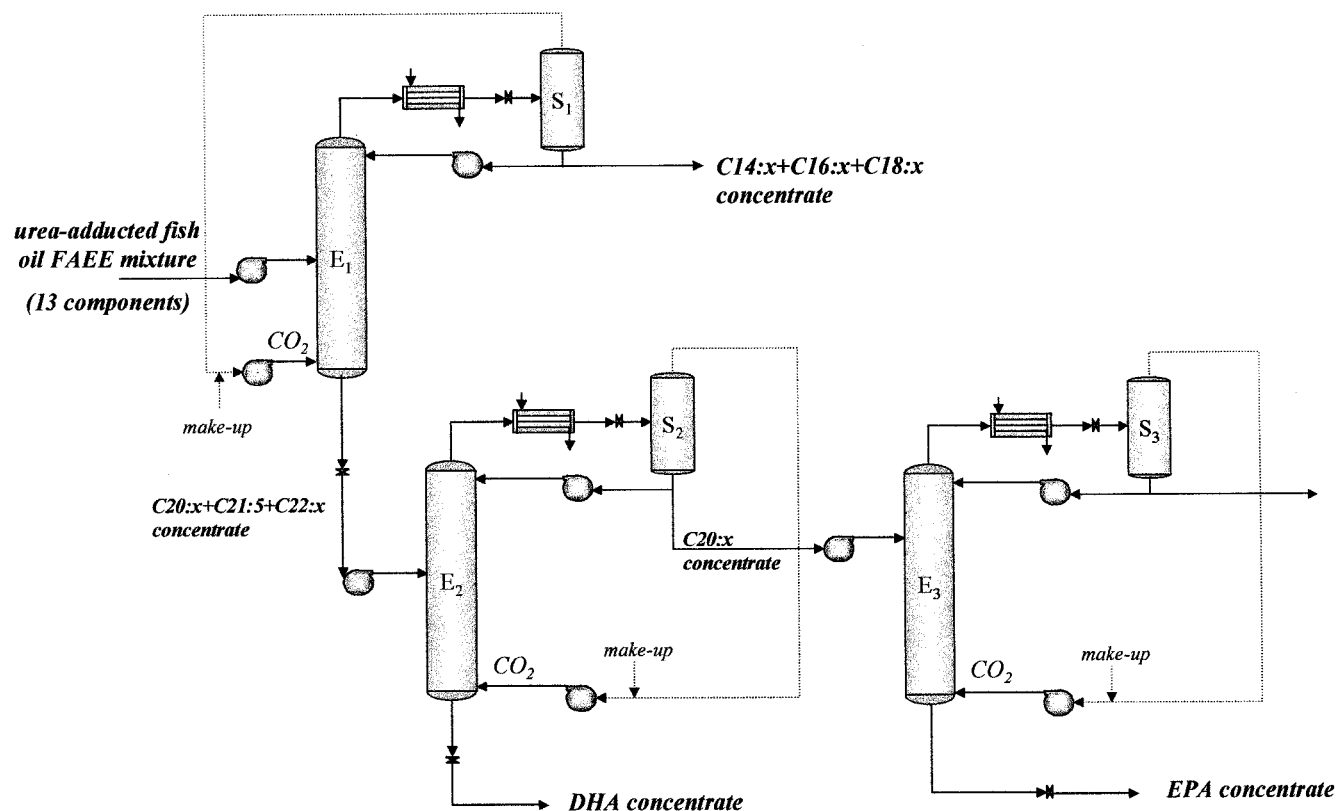 S1
C14:x+C16:x+C18:x
concentrate
urea-adducted fish
oil FAEE mixture
(13 components)
E1
CO2
make-up
S2
S3
C20:x+C21:5+C22:x
concentrate
C20:x
concentrate
E2
E3
make-up
CO2
make-up
CO2
DHA concentrate
EPA concentrate